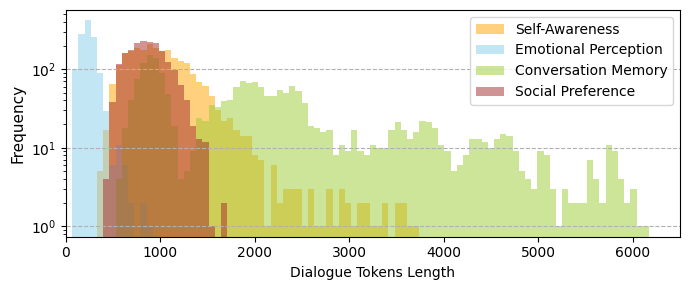 Frequency
10²
10¹
10⁰
Self-Awareness
Emotional Perception
Conversation Memory
Social Preference
0 1000 2000 3000 4000 5000 6000
Dialogue Tokens Length